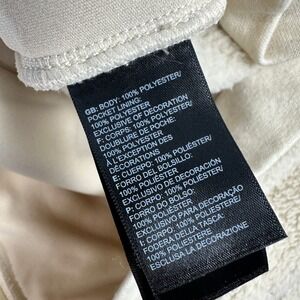 GB: BODY: 100% POLYESTER/
POCKET LINING:
100% POLYESTER
EXCLUSIVE OF DECORATION
F: CORPS: 100% POLYESTER/
DOUBLURE DE POCHE:
100% POLYESTER
À L'EXCEPTION DES
DÉCORATIONS
E: CUERPO: 100% POLIÉSTER/
FORRO DEL BOLSILLO:
100% POLIÉSTER
EXCLUSIVO DE DECORACIÓN
P: CORPO: 100% POLIÉSTER/
FORRO DO BOLSO:
100% POLIÉSTER
EXCLUSIVO PARA DECORAÇÃO
I: CORPO: 100% POLIESTERE/
FODERA DELLA TASCA:
100% POLIESTERE
ESCLUSA LA DECORAZI